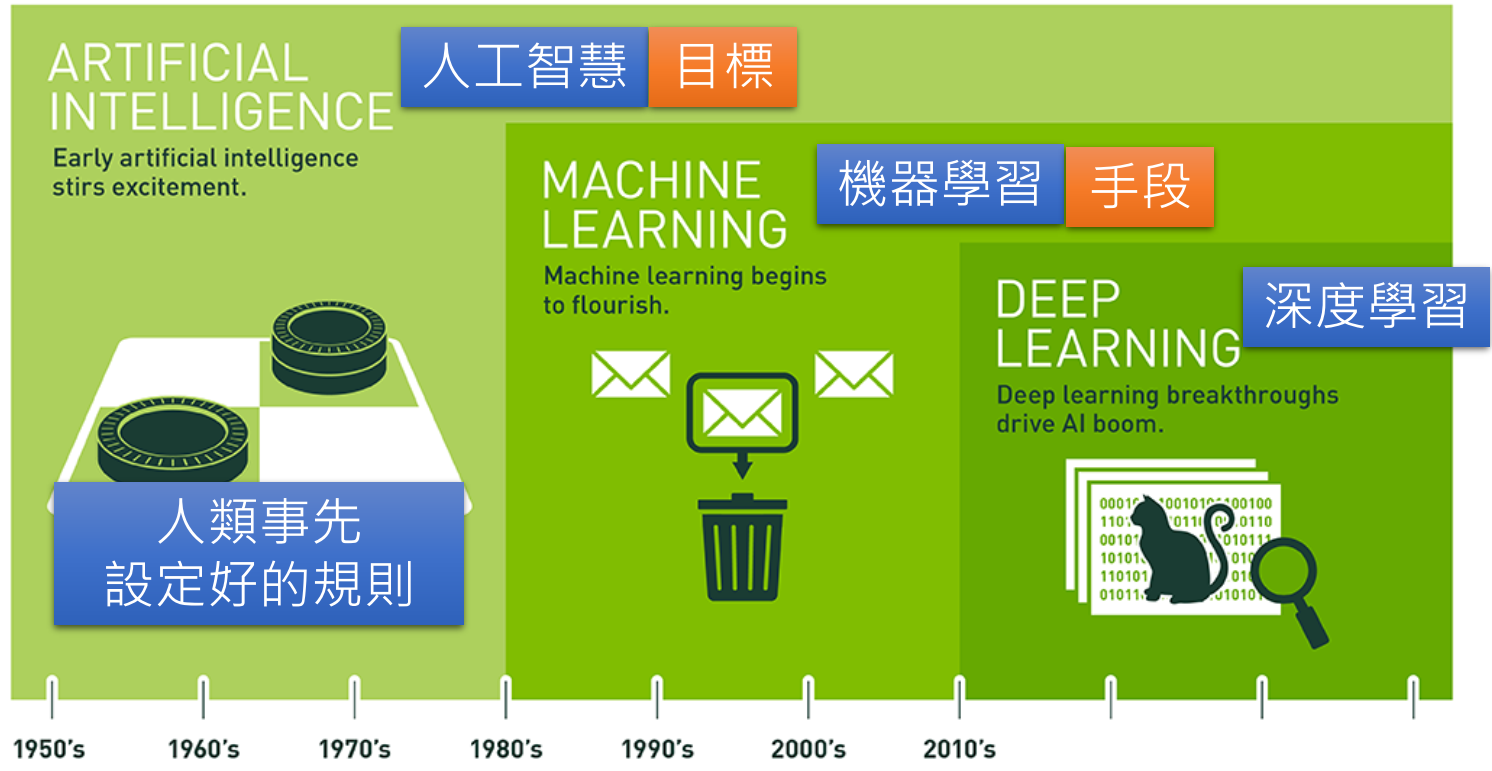 ARTIFICIAL
INTELLIGENCE
人工智慧
目標
Early artificial intelligence
stirs excitement.
MACHINE
LEARNING
機器學習
手段
Machine learning begins
to flourish.
DEEP
LEARNING
深度學習
Deep learning breakthroughs
drive AI boom.
人類事先
設定好的規則
1950's
1960's
1970's
1980's
1990's
2000's
2010's